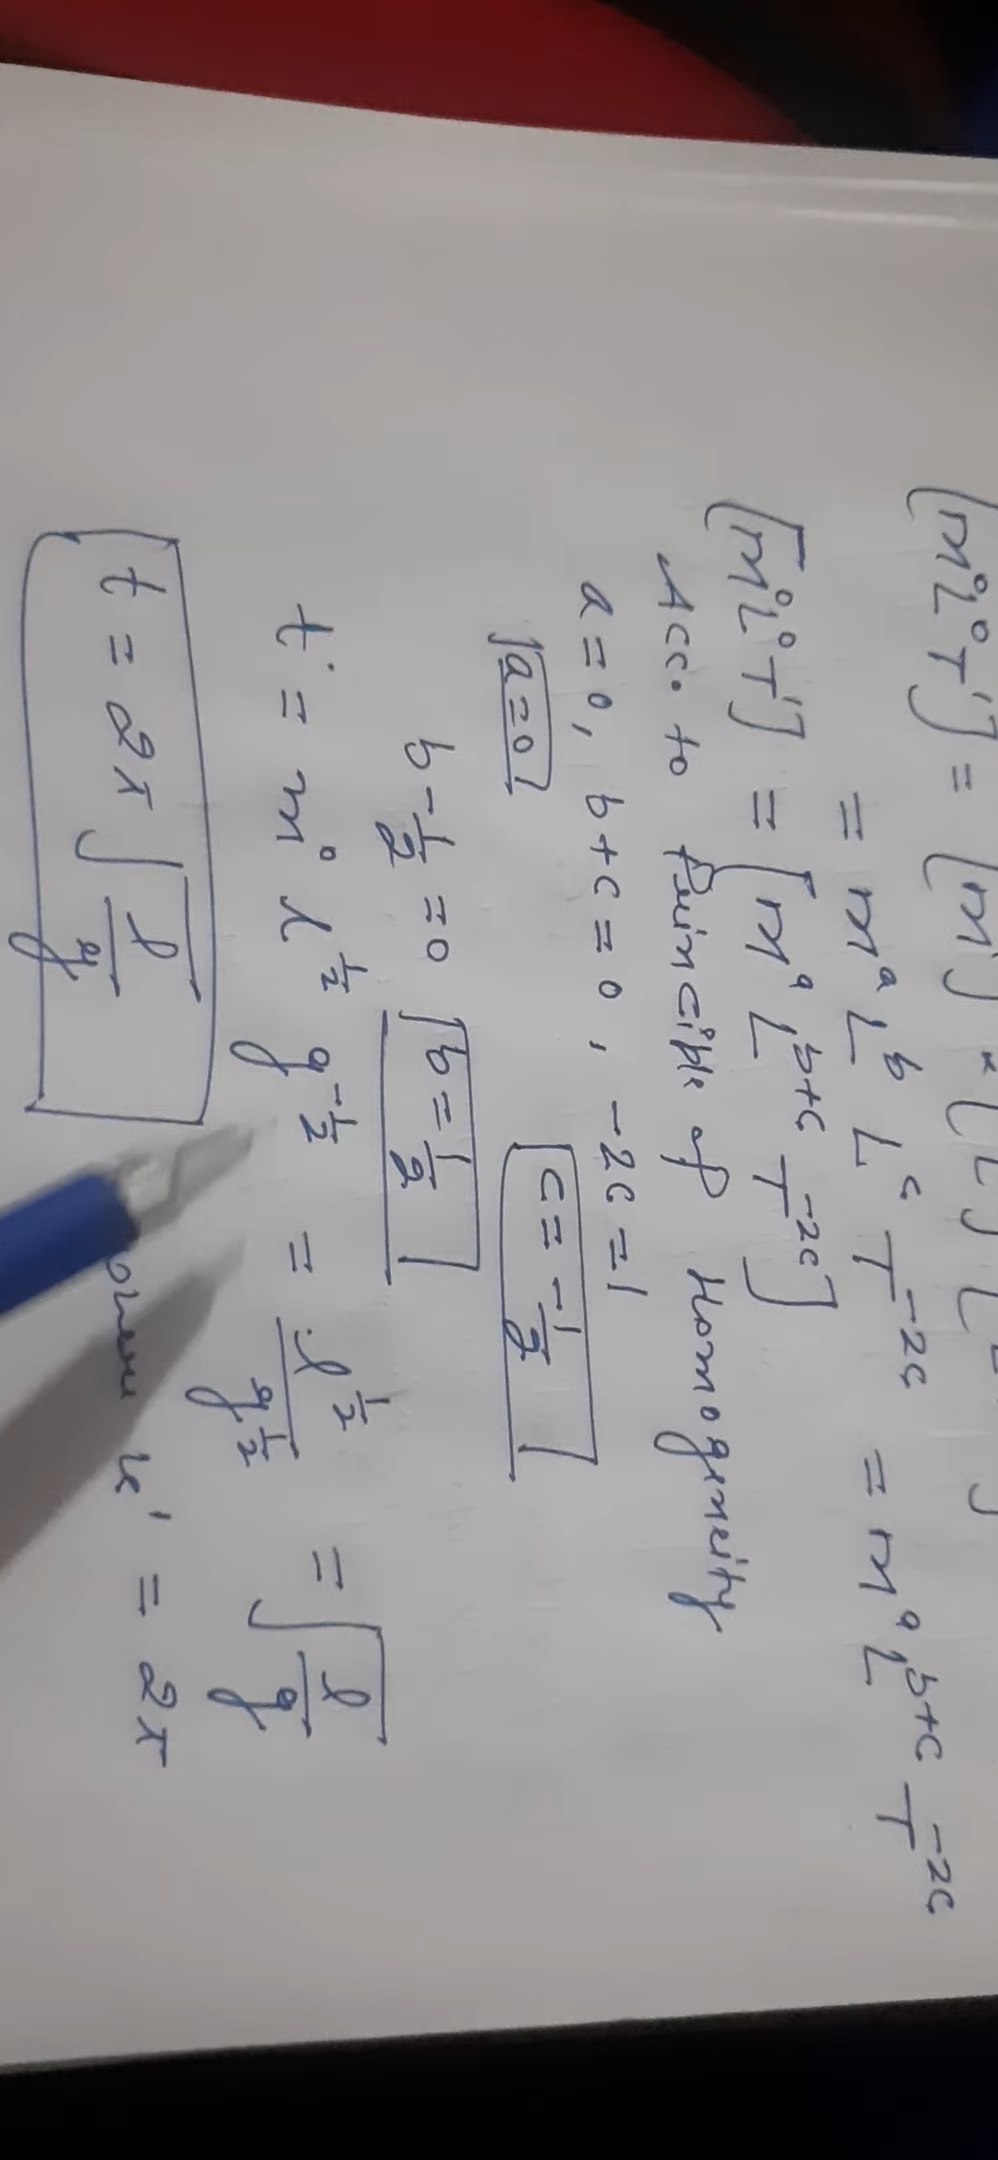 [M⁰L⁰T¹] = [M]ᵃ [L]ᵇ [L
= Mᵃ Lᵇ Lᶜ T⁻²ᶜ = Mᵃ Lᵇ⁺ᶜ T⁻²ᶜ
[M⁰L⁰T¹] = [Mᵃ Lᵇ⁺ᶜ T⁻²ᶜ]
Acc. to Principle of Homogeneity
a = 0, b + c = 0, -2c = 1
a = 0 c = -1/2
b - 1/2 = 0 b = 1/2
t = m⁰ l^1/2 g^-1/2 = l^1/2 / g^1/2 = √(l/g)
k' = 2π
t = 2π √(l/g)